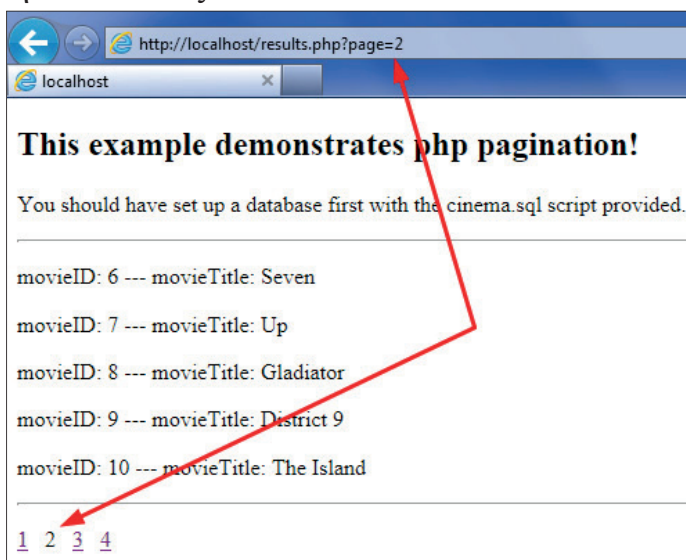 http://localhost/results.php?page=2
localhost
This example demonstrates php pagination!
You should have set up a database first with the cinema.sql script provided.
movieID: 6 --- movieTitle: Seven
movieID: 7 --- movieTitle: Up
movieID: 8 --- movieTitle: Gladiator
movieID: 9 --- movieTitle: District 9
movieID: 10 --- movieTitle: The Island
1 2 3 4